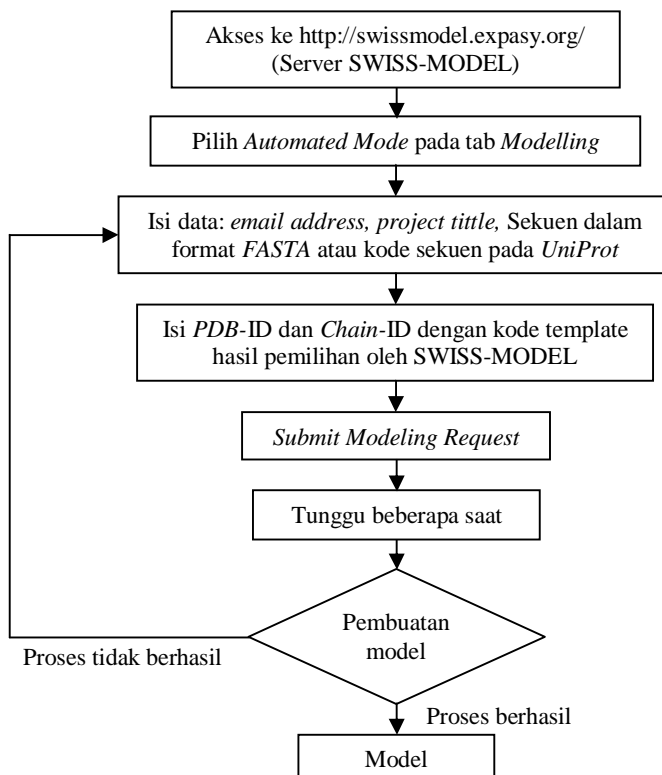 Akses ke http://swissmodel.expasy.org/
(Server SWISS-MODEL)
Pilih Automated Mode pada tab Modelling
Isi data: email address, project tittle, Sekuen dalam
format FASTA atau kode sekuen pada UniProt
Isi PDB-ID dan Chain-ID dengan kode template
hasil pemilihan oleh SWISS-MODEL
Submit Modeling Request
Tunggu beberapa saat
Pembuatan
model
Proses tidak berhasil
Proses berhasil
Model